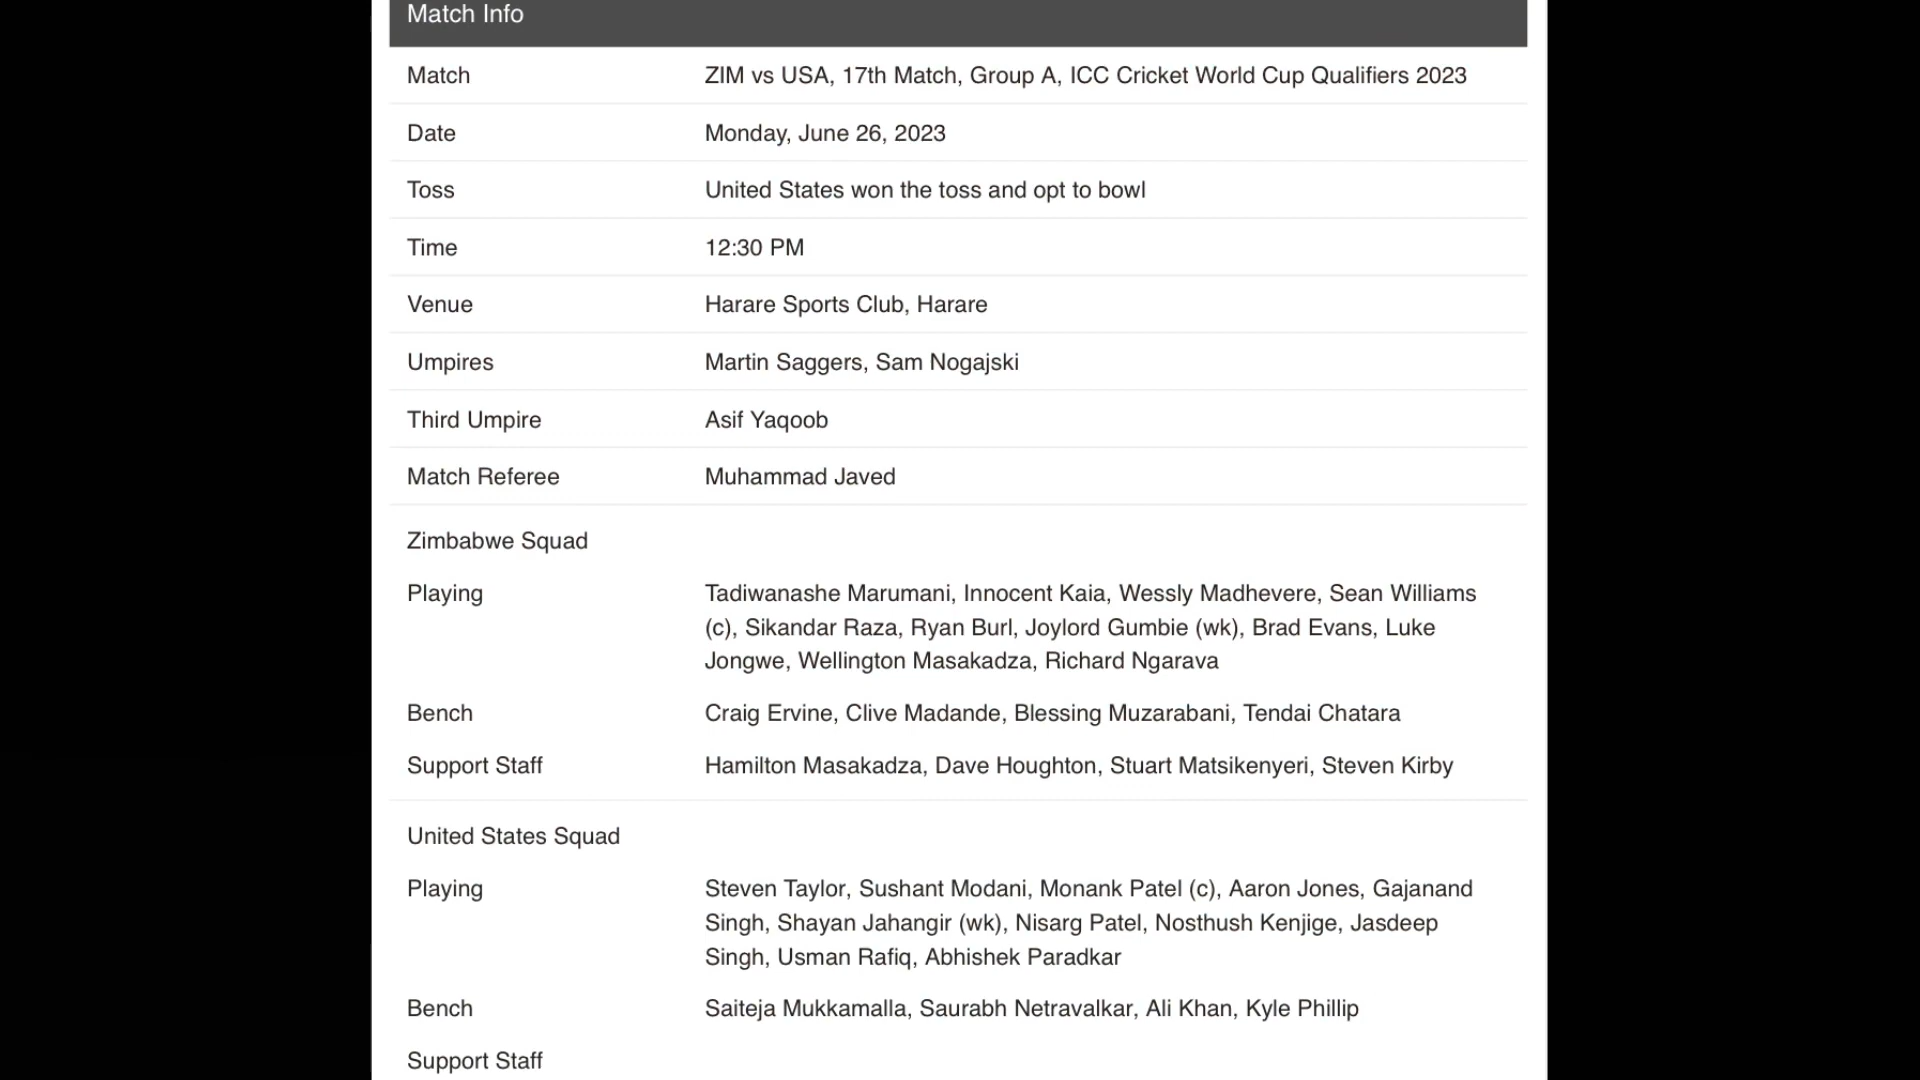 Match Info
Match ZIM vs USA, 17th Match, Group A, ICC Cricket World Cup Qualifiers 2023
Date Monday, June 26, 2023
Toss United States won the toss and opt to bowl
Time 12:30 PM
Venue Harare Sports Club, Harare
Umpires Martin Saggers, Sam Nogajski
Third Umpire Asif Yaqoob
Match Referee Muhammad Javed
Zimbabwe Squad
Playing Tadiwanashe Marumani, Innocent Kaia, Wessly Madhevere, Sean Williams
(c), Sikandar Raza, Ryan Burl, Joylord Gumbie (wk), Brad Evans, Luke
Jongwe, Wellington Masakadza, Richard Ngarava
Bench Craig Ervine, Clive Madande, Blessing Muzarabani, Tendai Chatara
Support Staff Hamilton Masakadza, Dave Houghton, Stuart Matsikenyeri, Steven Kirby
United States Squad
Playing Steven Taylor, Sushant Modani, Monank Patel (c), Aaron Jones, Gajanand
Singh, Shayan Jahangir (wk), Nisarg Patel, Nosthush Kenjige, Jasdeep
Singh, Usman Rafiq, Abhishek Paradkar
Bench Saiteja Mukkamalla, Saurabh Netravalkar, Ali Khan, Kyle Phillip
Support Staff